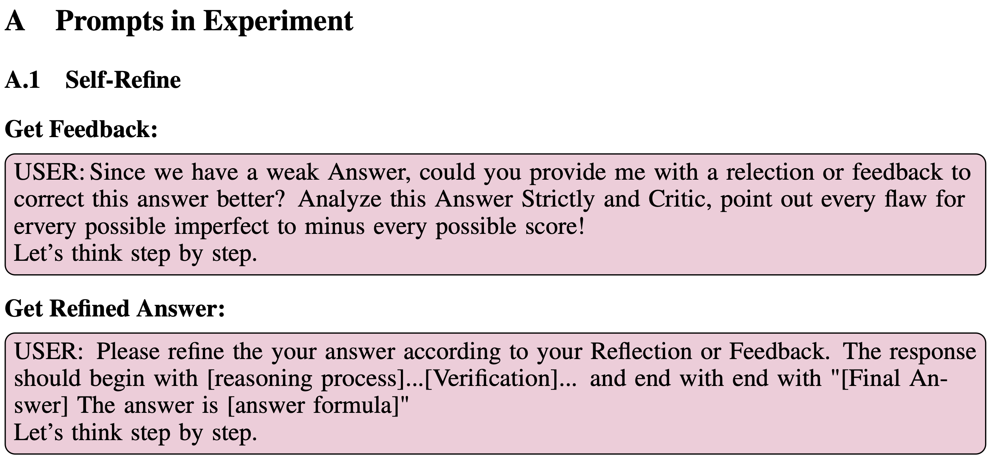 A Prompts in Experiment
A.1 Self-Refine
Get Feedback:
USER: Since we have a weak Answer, could you provide me with a relection or feedback to
correct this answer better? Analyze this Answer Strictly and Critic, point out every flaw for
ervery possible imperfect to minus every possible score!
Let's think step by step.
Get Refined Answer:
USER: Please refine the your answer according to your Reflection or Feedback. The response
should begin with [reasoning process]...[Verification]... and end with end with "[Final An-
swer] The answer is [answer formula]"
Let's think step by step.